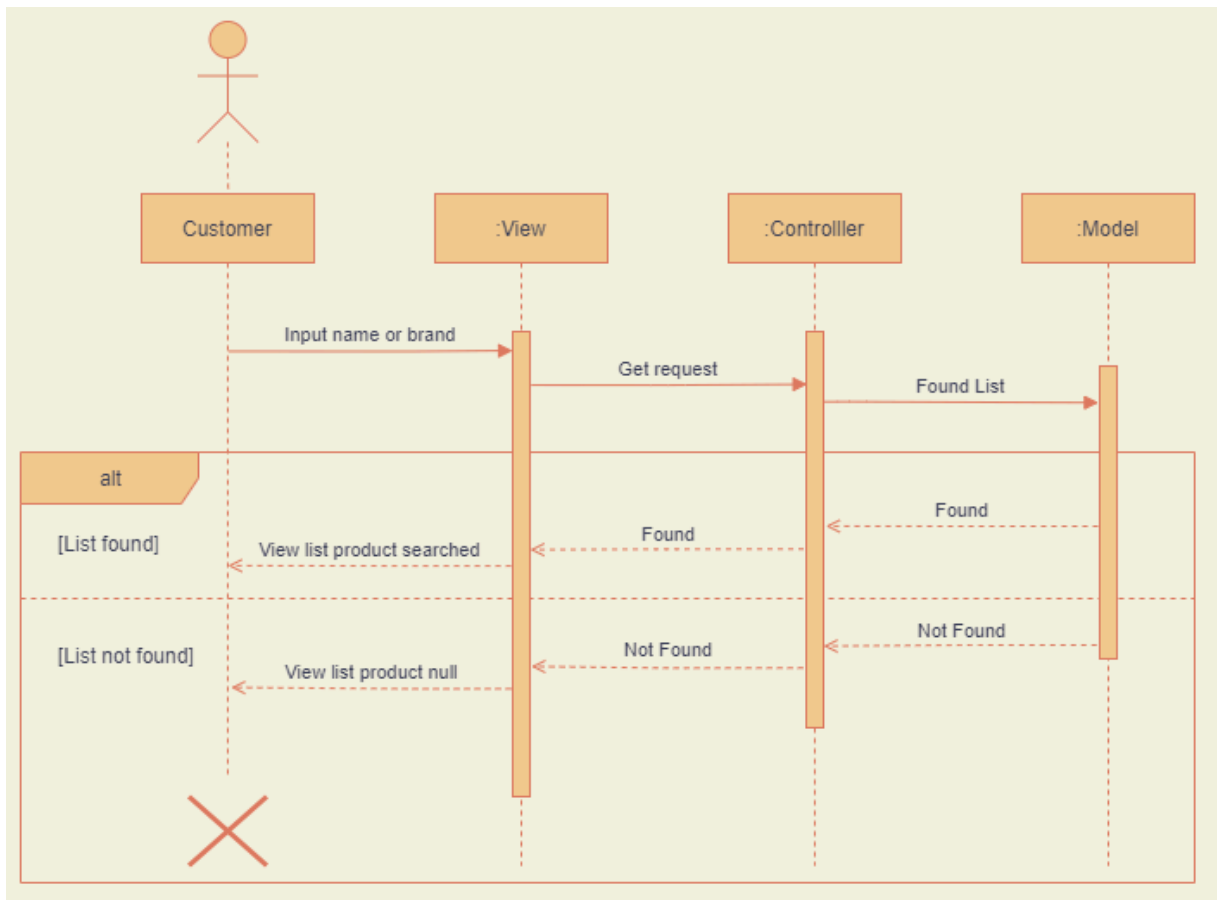 Customer
:View
:Controlller
:Model
Input name or brand
Get request
Found List
alt
Found
Found
[List found]
View list product searched
Not Found
Not Found
[List not found]
View list product null